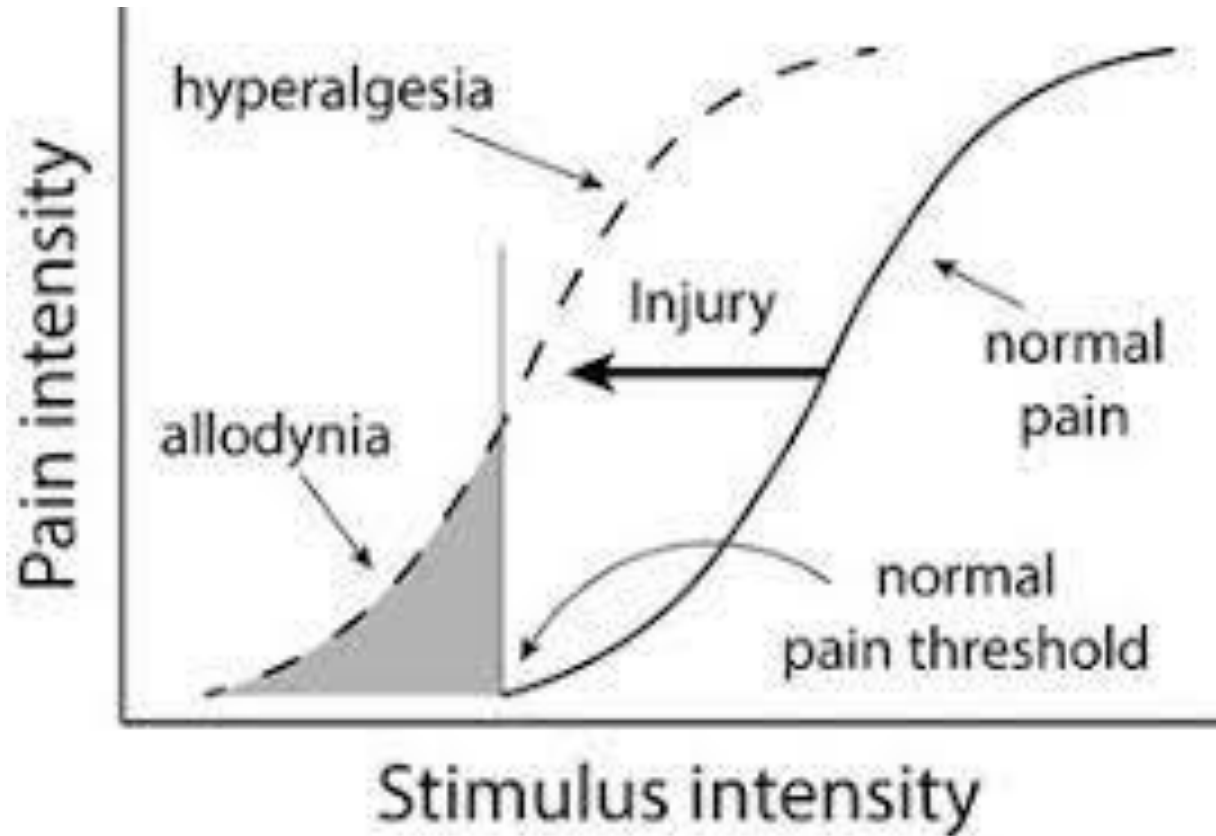 hyperalgesia
Pain intensity
Injury
normal
pain
allodynia
normal
pain threshold
Stimulus intensity